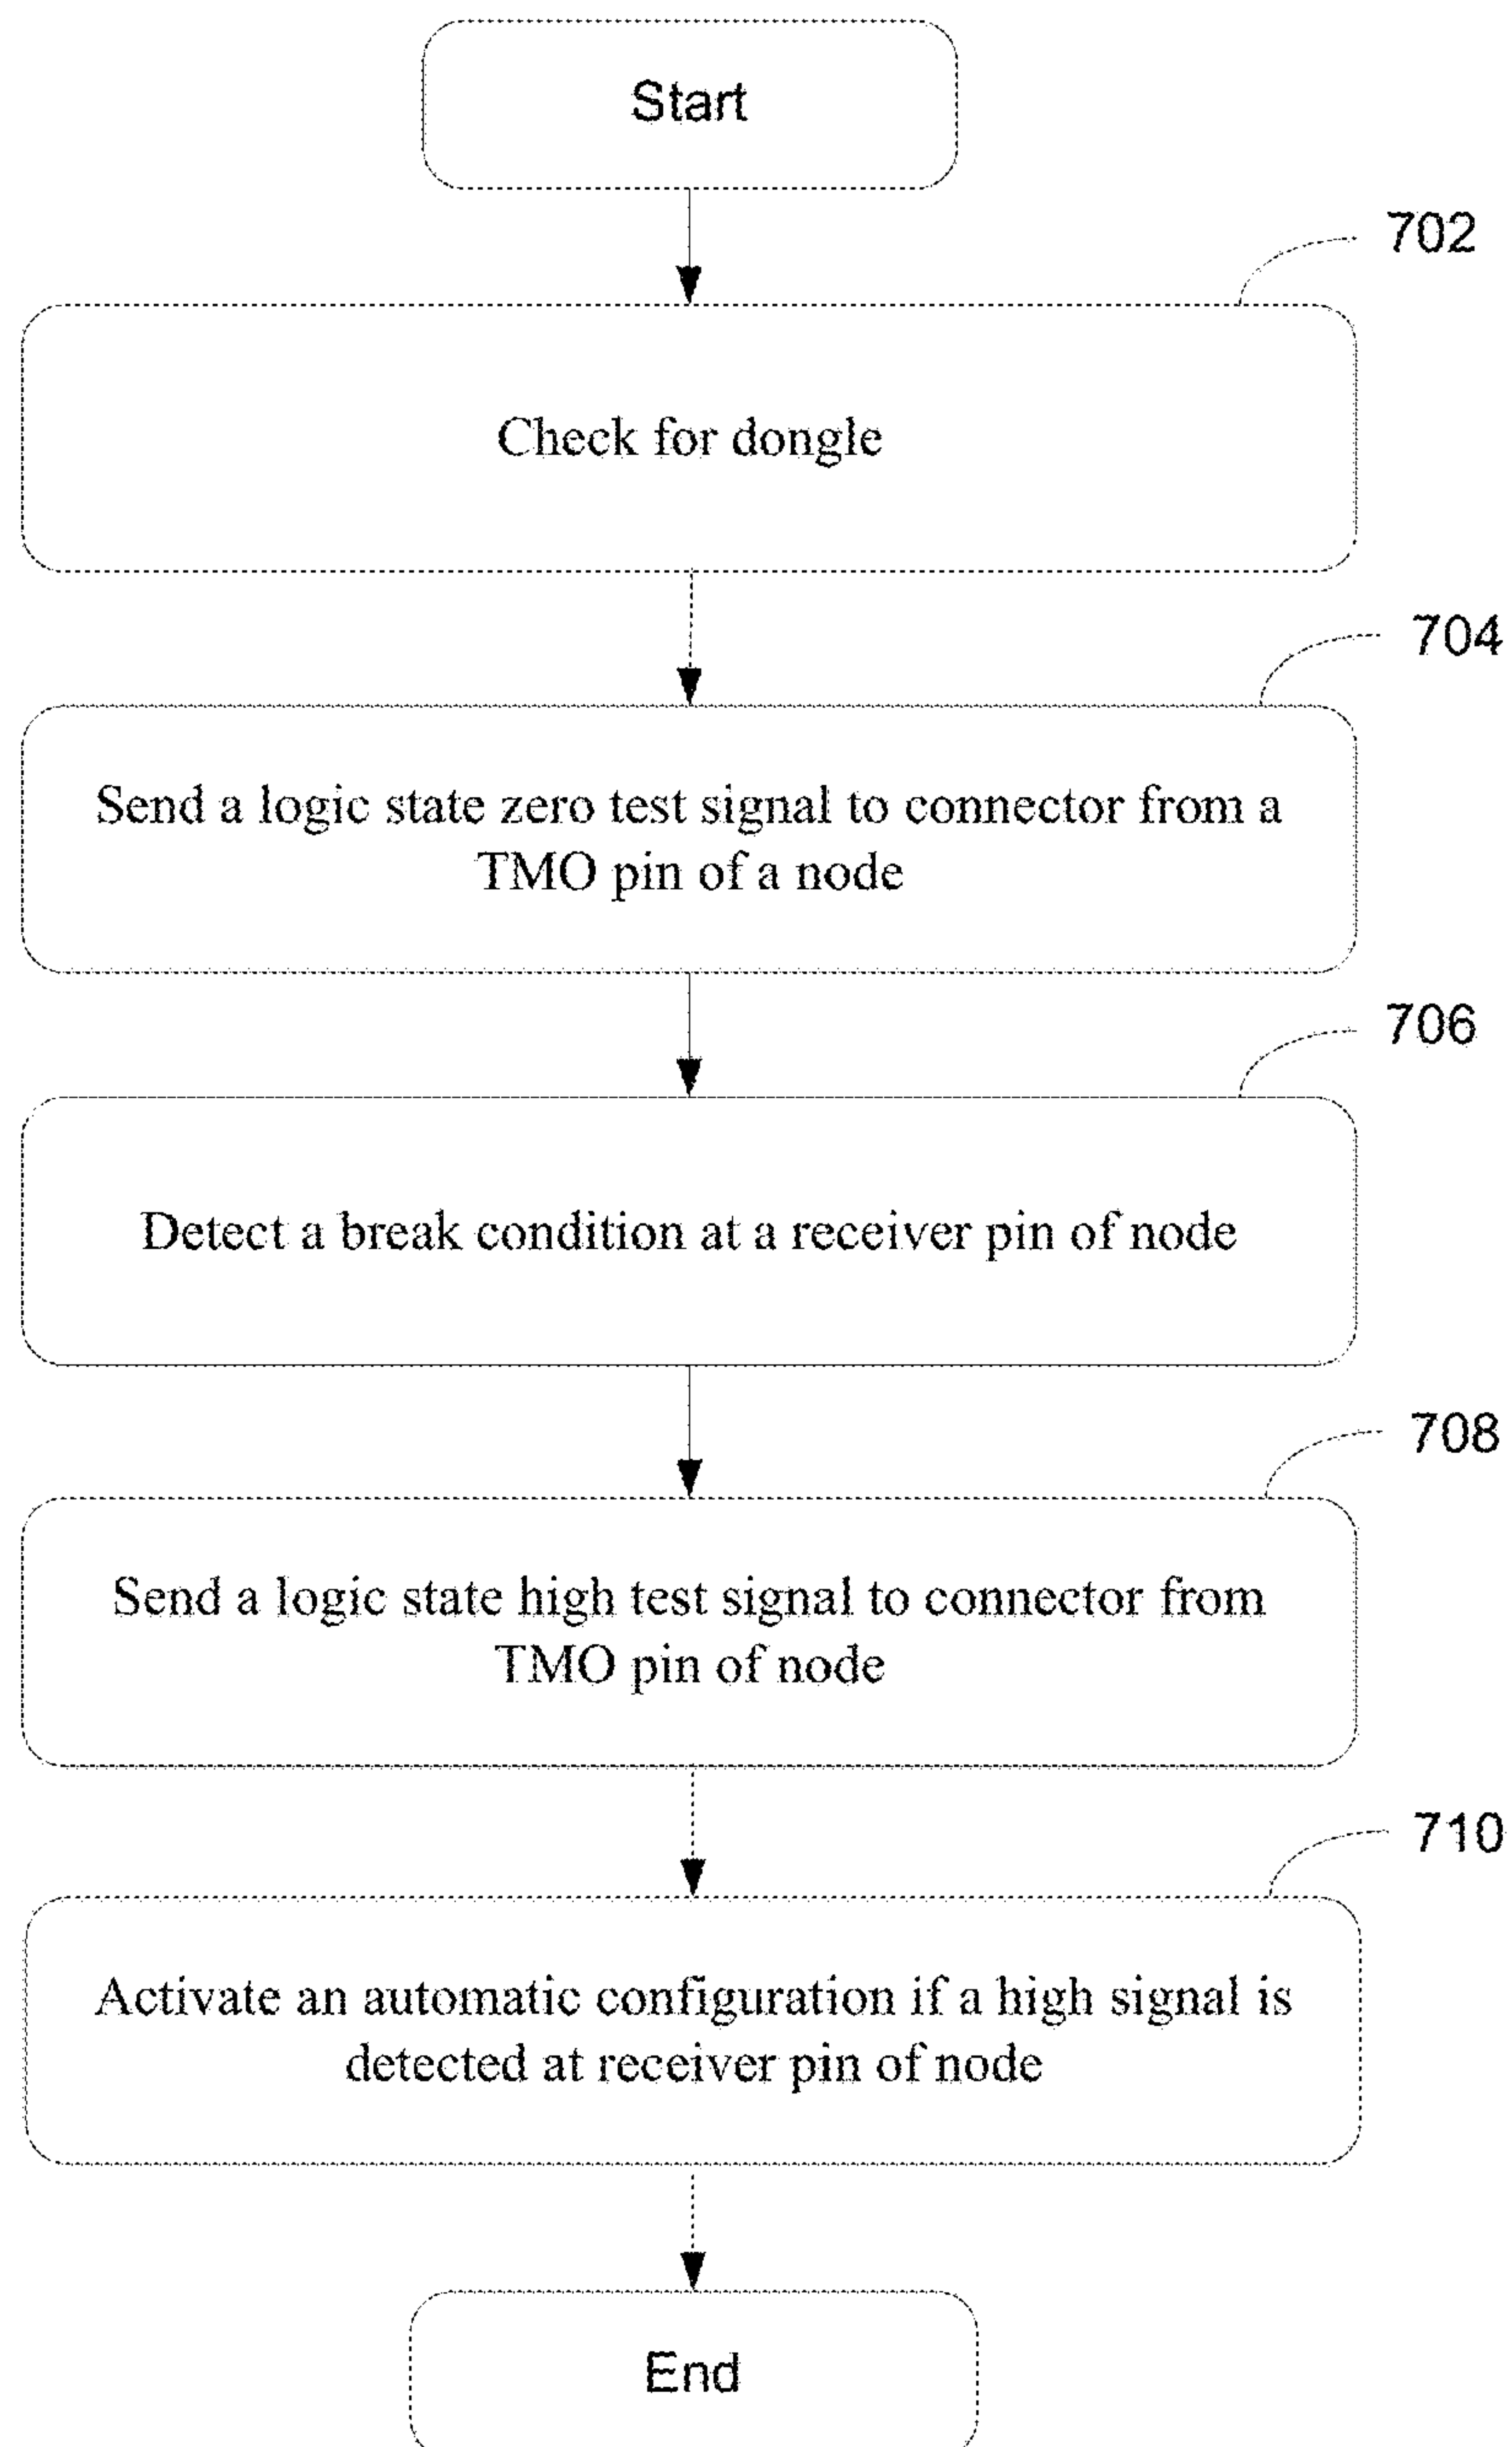 Start
702
Check for dongle
704
Send a logic state zero test signal to connector from a
TMO pin of a node
706
Detect a break condition at a receiver pin of node
708
Send a logic state high test signal to connector from
TMO pin of node
710
Activate an automatic configuration if a high signal is
detected at receiver pin of node
End